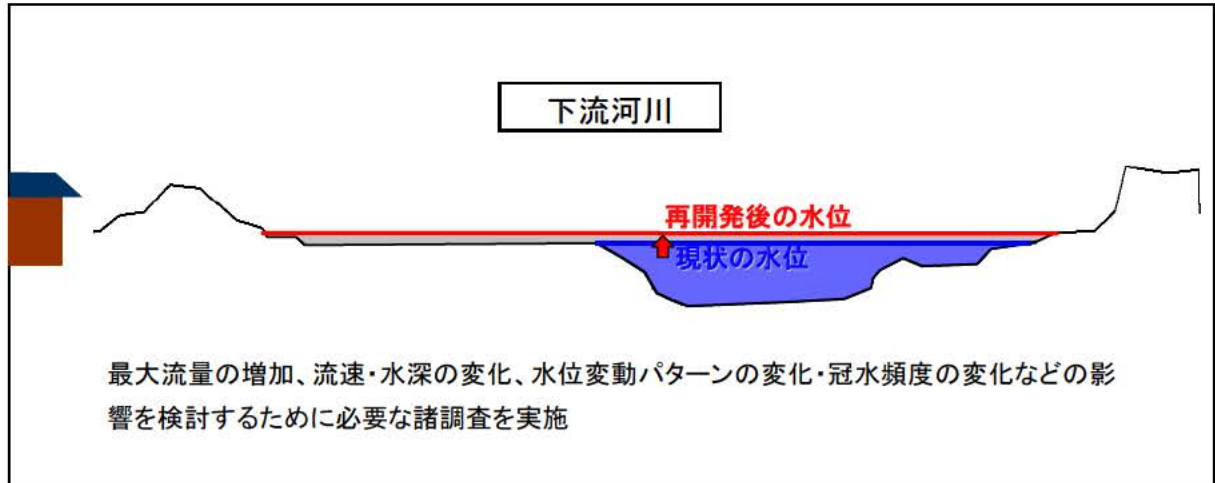 下流河川
再開発後の水位
現状の水位
最大流量の増加、流速・水深の変化、水位変動パターンの変化・冠水頻度の変化などの影
響を検討するために必要な諸調査を実施